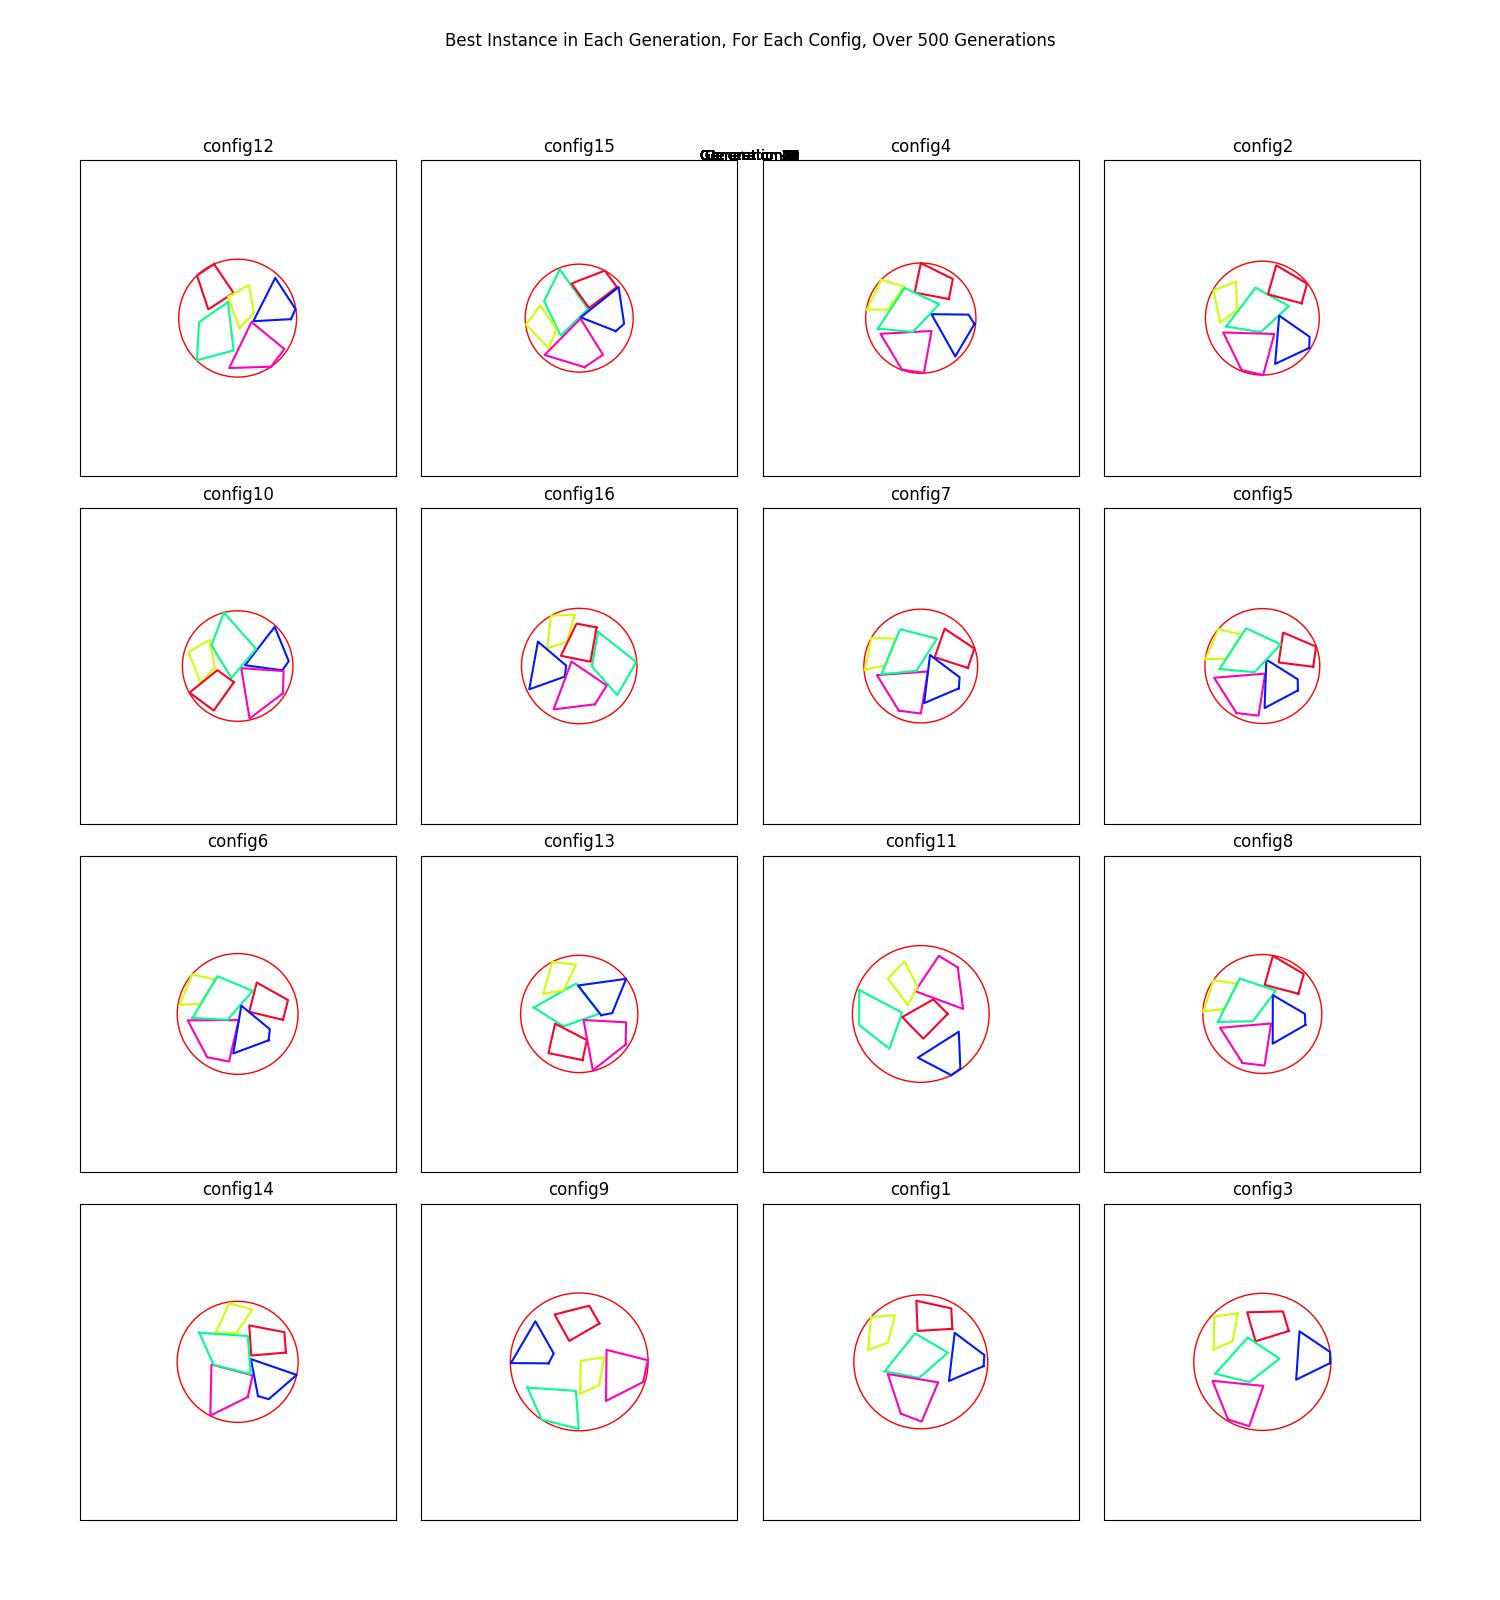 Best Instance in Each Generation, For Each Config, Over 500 Generations
config12
config15
config4
config2
config10
config16
config7
config5
config6
config13
config11
config8
config14
config9
config1
config3